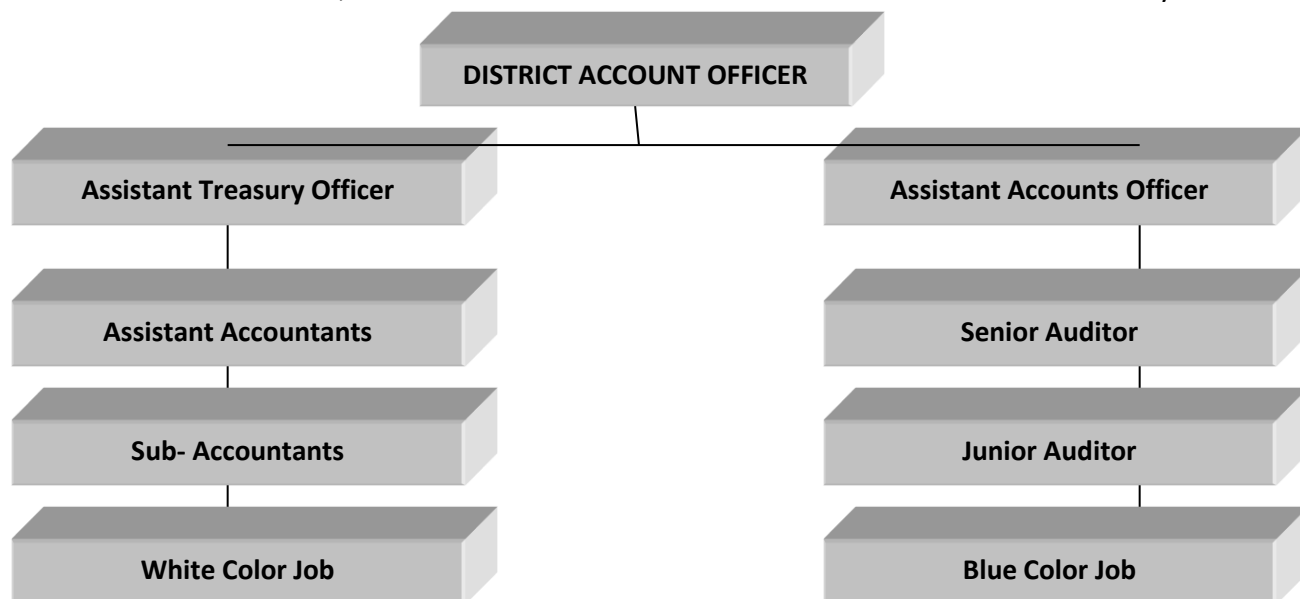 DISTRICT ACCOUNT OFFICER
Assistant Treasury Officer
Assistant Accounts Officer
Assistant Accountants
Senior Auditor
Sub- Accountants
Junior Auditor
White Color Job
Blue Color Job